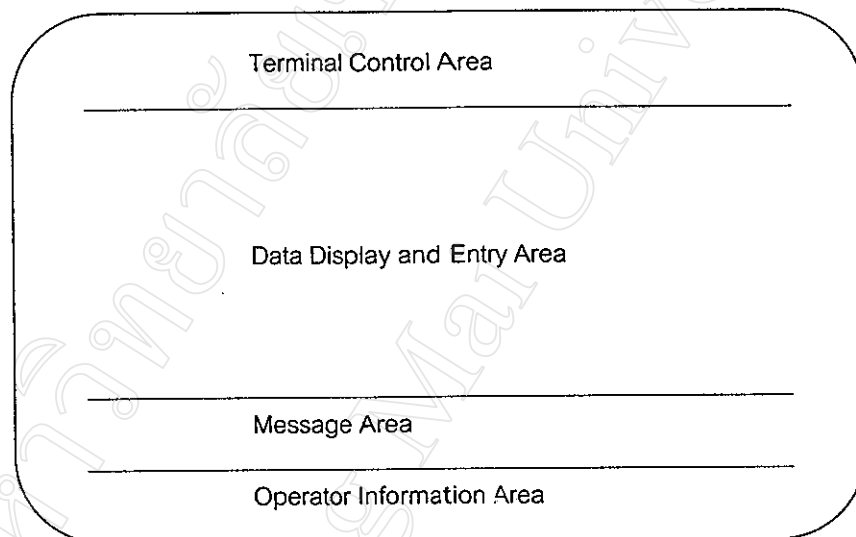 Terminal Control Area
Data Display and Entry Area
Message Area
Operator Information Area